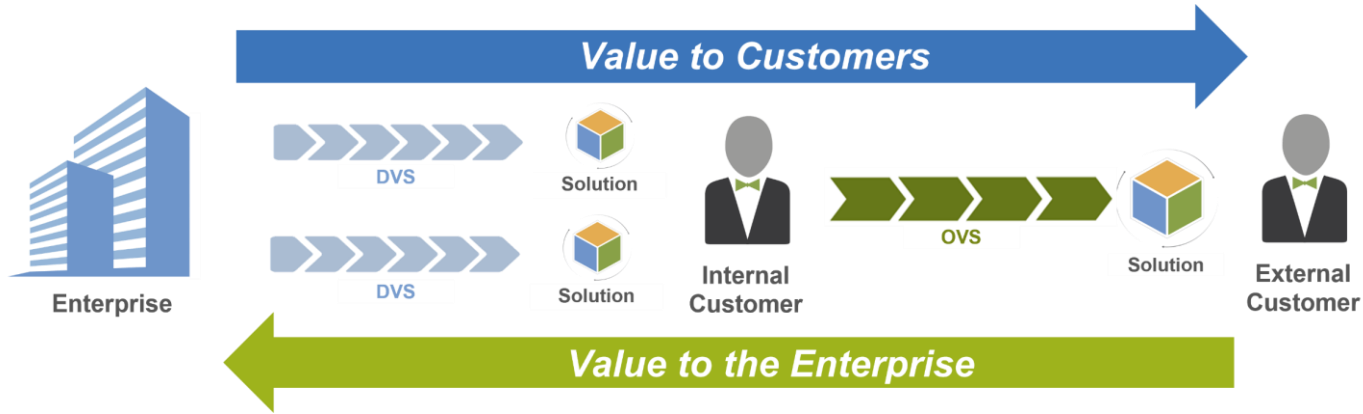 Value to Customers
DVS
Solution
DVS
Solution
Enterprise
Internal
Customer
OVS
Solution
External
Customer
Value to the Enterprise